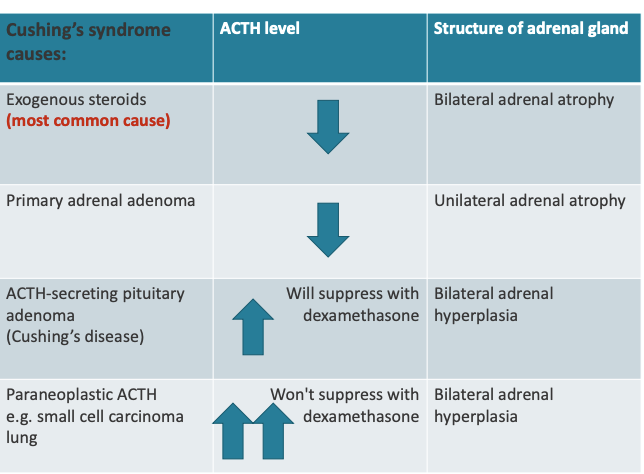 Cushing's syndrome
causes:
ACTH level
Structure of adrenal gland
Exogenous steroids
(most common cause)
Bilateral adrenal atrophy
Primary adrenal adenoma
Unilateral adrenal atrophy
ACTH-secreting pituitary
adenoma
(Cushing's disease)
Will suppress with
dexamethasone
Bilateral adrenal
hyperplasia
Paraneoplastic ACTH
e.g. small cell carcinoma
lung
Won't suppress with
dexamethasone
Bilateral adrenal
hyperplasia